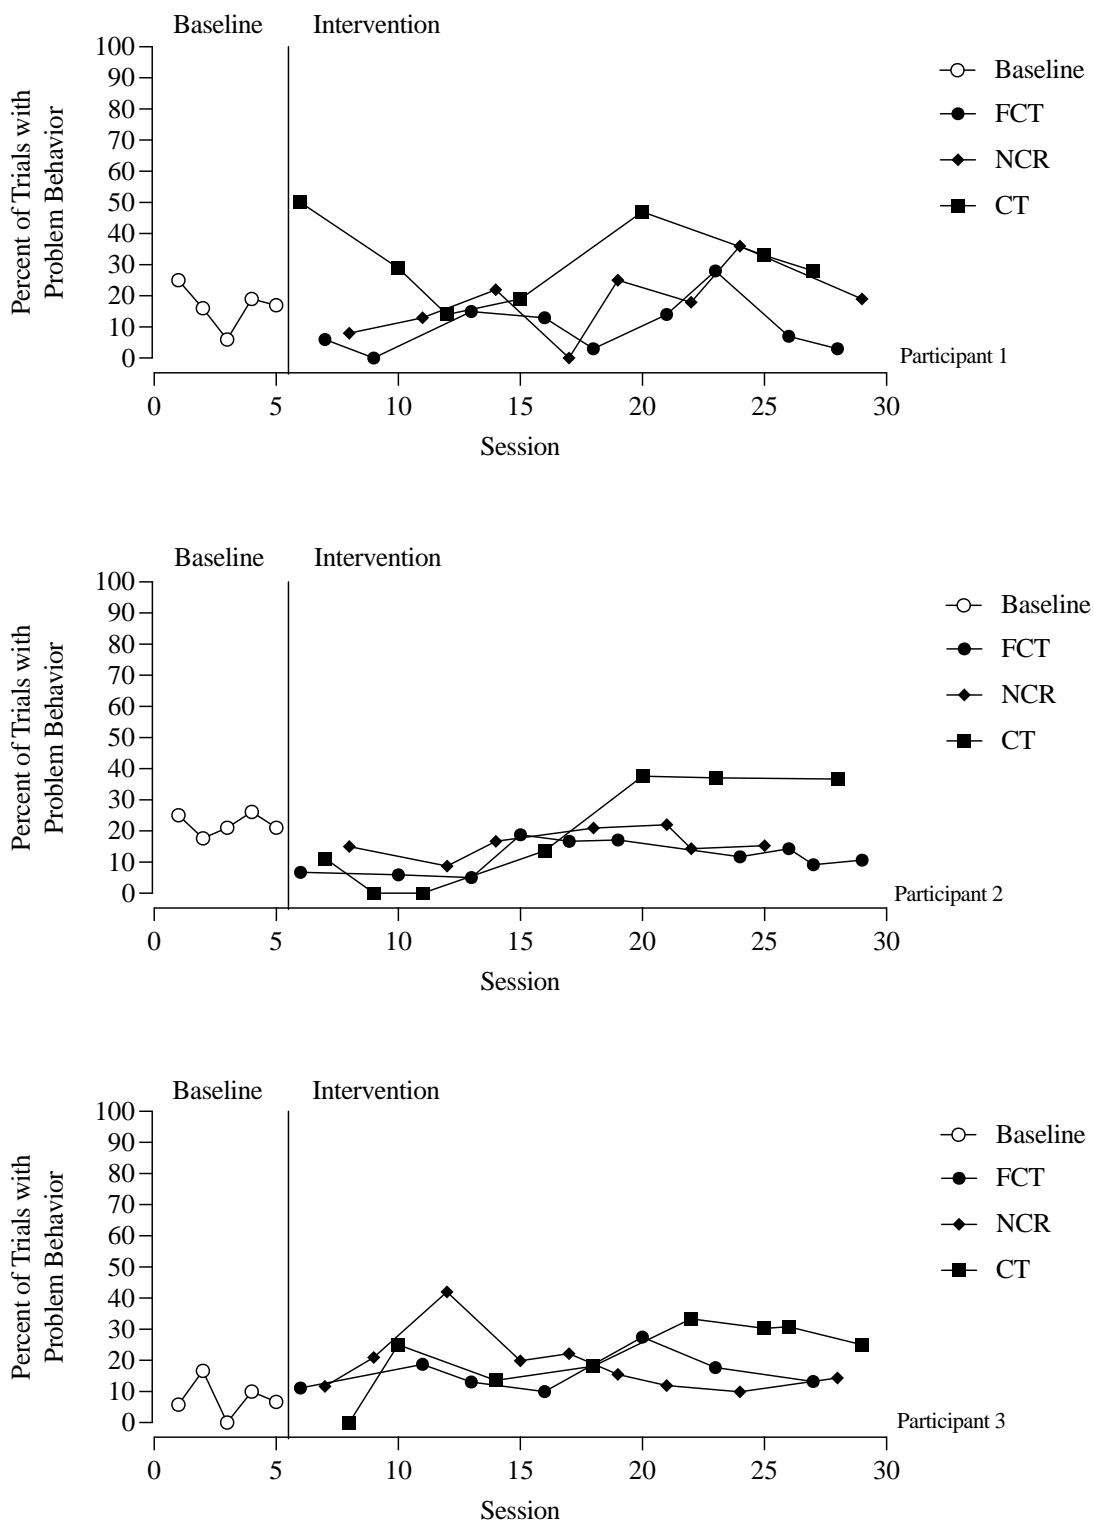 Baseline Intervention
Percent of Trials with
Problem Behavior
100
90
80
70
60
50
40
30
20
10
0
Baseline
FCT
NCR
CT
Participant 1
0 5 10 15 20 25 30
Session
Baseline Intervention
Percent of Trials with
Problem Behavior
100
90
80
70
60
50
40
30
20
10
0
Baseline
FCT
NCR
CT
Participant 2
0 5 10 15 20 25 30
Session
Baseline Intervention
Percent of Trials with
Problem Behavior
100
90
80
70
60
50
40
30
20
10
0
Baseline
FCT
NCR
CT
Participant 3
0 5 10 15 20 25 30
Session